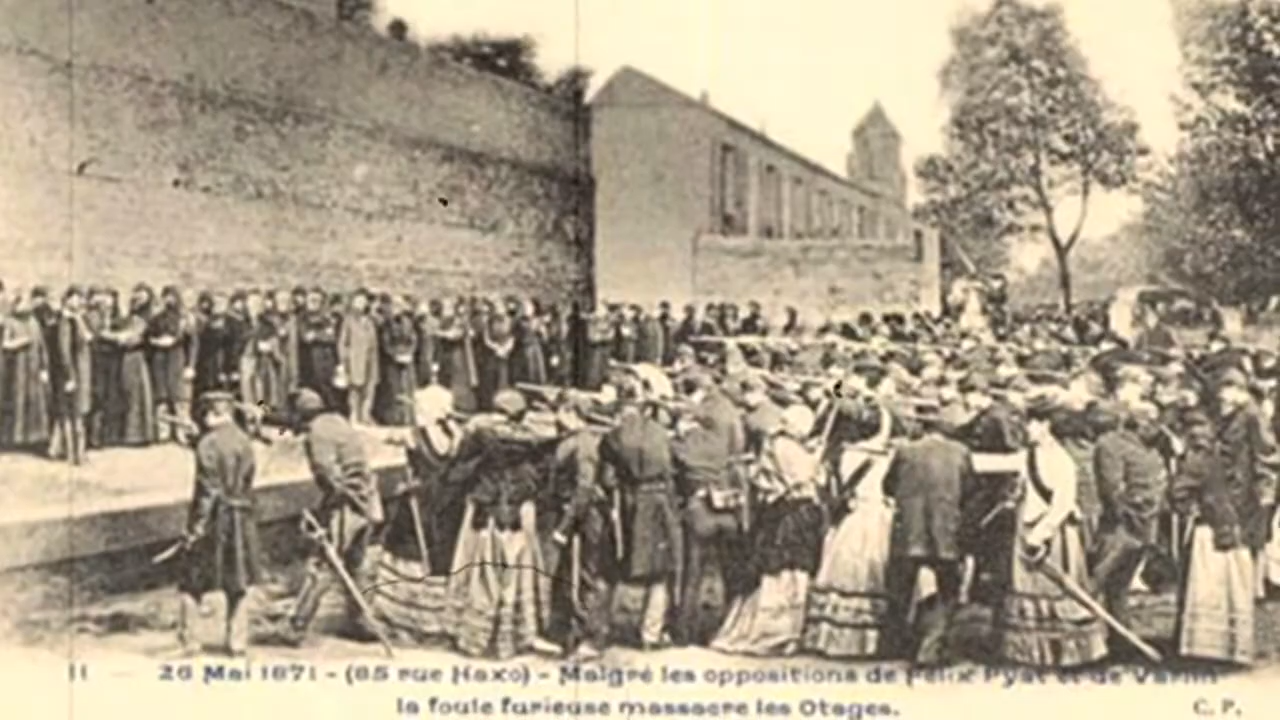 11 — 26 Mai 1871 - (85 rue Haxo) - Malgré les oppositions de Félix Pyat et de Varlin
la foule furieuse massacre les Otages. C. P.